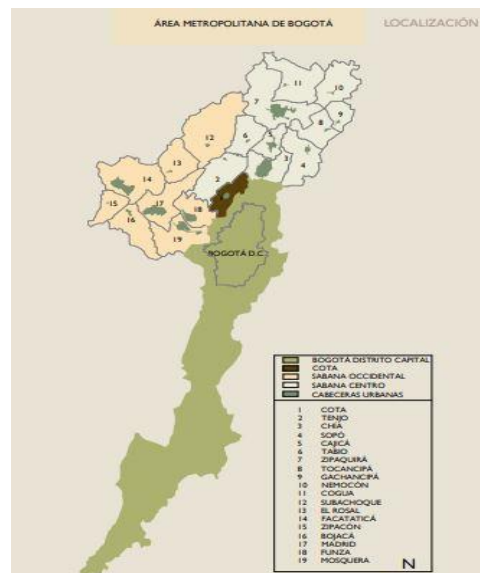 ÁREA METROPOLITANA DE BOGOTÁ
LOCALIZACIÓN
11
10
7
9
8
12
6
5
3
4
13
2
14
15
17
18
16
19
BOGOTÁ D.C.
BOGOTÁ DISTRITO CAPITAL
COTA
SABANA OCCIDENTAL
SABANA CENTRO
CABECERAS URBANAS
1 COTA
2 TENJO
3 CHÍA
4 SOPÓ
5 CAJICÁ
6 TABIO
7 ZIPAQUIRÁ
8 TOCANCIPÁ
9 GACHANCIPÁ
10 NEMOCÓN
11 COGUA
12 SUBACHOQUE
13 EL ROSAL
14 FACATATICÁ
15 ZIPACÓN
16 BOJACÁ
17 MADRID
18 FUNZA
19 MOSQUERA
N